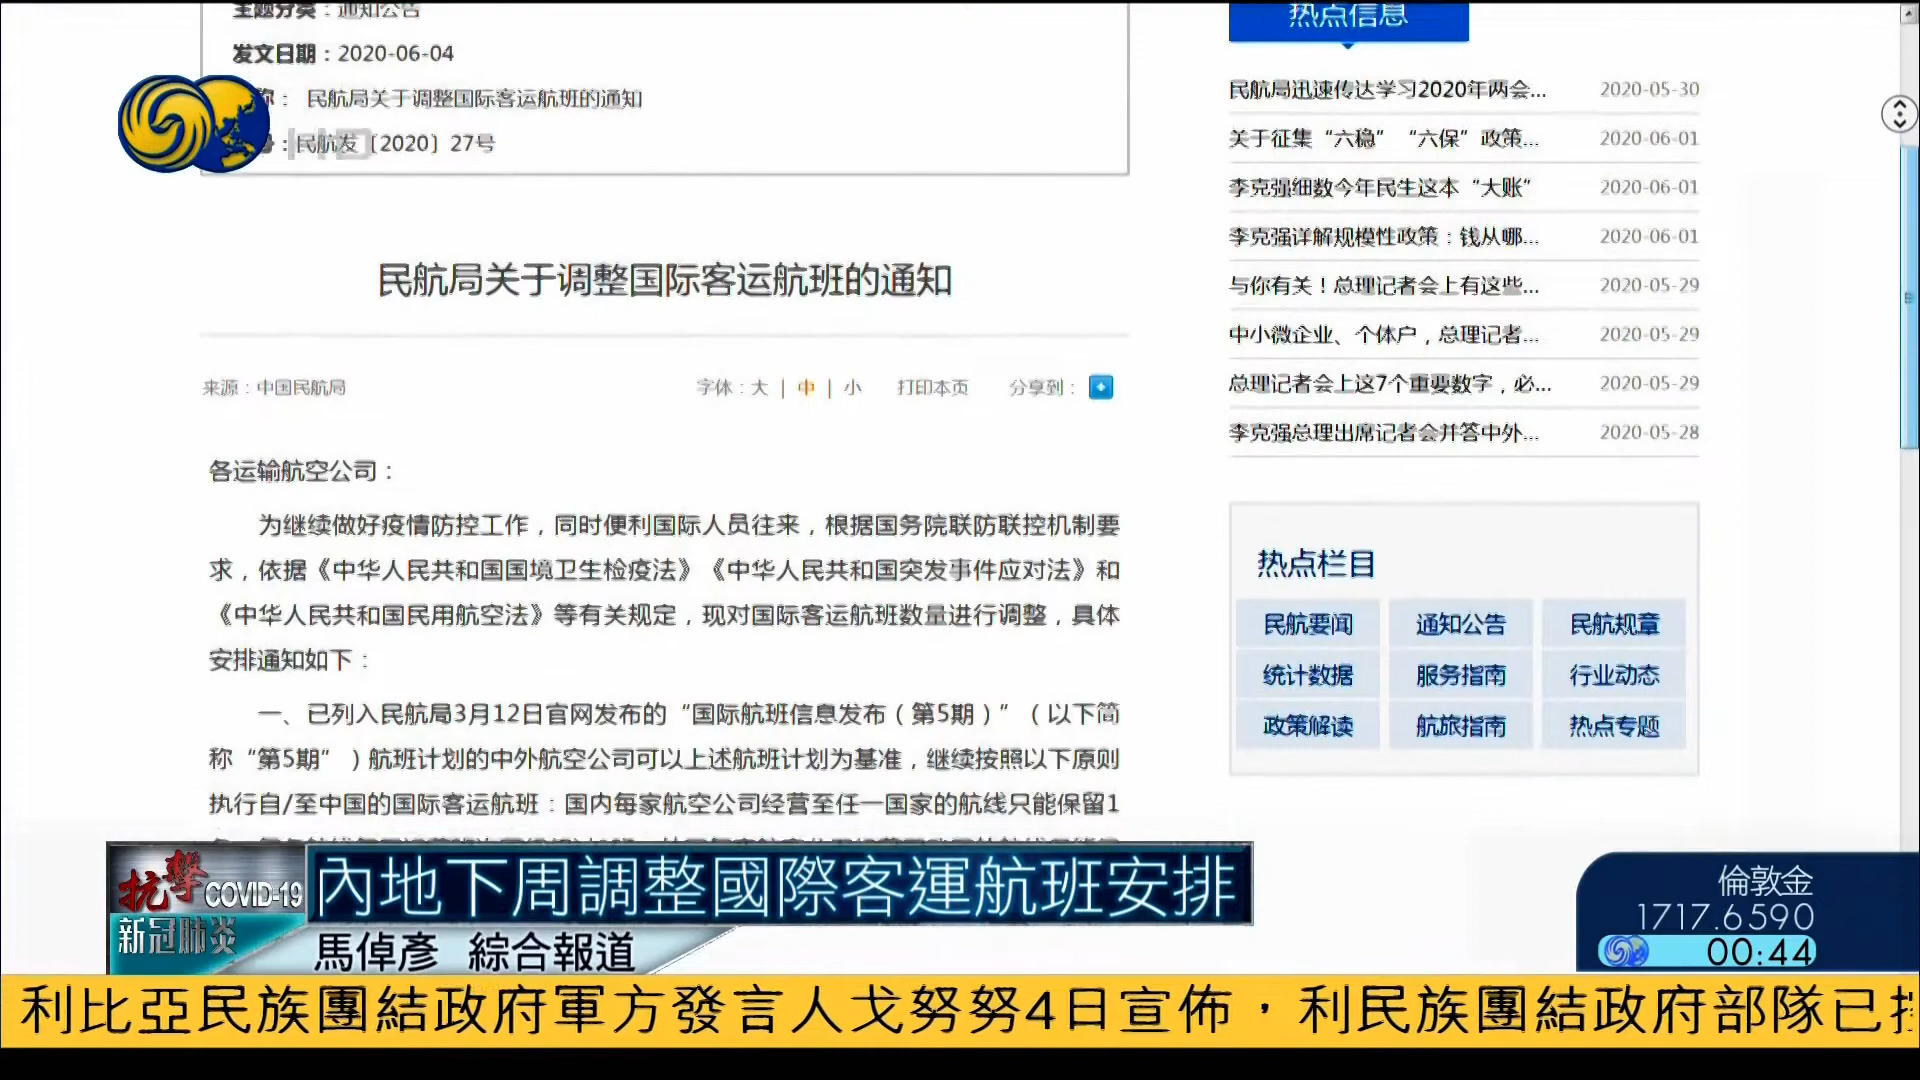 主题分类：通知公告
发文日期：2020-06-04
称： 民航局关于调整国际客运航班的通知
号：民航发〔2020〕27号
民航局关于调整国际客运航班的通知
来源：中国民航局
字体：大 | 中 | 小 打印本页 分享到：
各运输航空公司：
为继续做好疫情防控工作，同时便利国际人员往来，根据国务院联防联控机制要
求，依据《中华人民共和国国境卫生检疫法》《中华人民共和国突发事件应对法》和
《中华人民共和国民用航空法》等有关规定，现对国际客运航班数量进行调整，具体
安排通知如下：
一、已列入民航局3月12日官网发布的“国际航班信息发布（第5期）”（以下简
称“第5期”）航班计划的中外航空公司可以上述航班计划为基准，继续按照以下原则
执行自/至中国的国际客运航班：国内每家航空公司经营至任一国家的航线只能保留1
热点信息
民航局迅速传达学习2020年两会... 2020-05-30
关于征集“六稳”“六保”政策... 2020-06-01
李克强细数今年民生这本“大账” 2020-06-01
李克强详解规模性政策：钱从哪... 2020-06-01
与你有关！总理记者会上有这些... 2020-05-29
中小微企业、个体户，总理记者... 2020-05-29
总理记者会上这7个重要数字，必... 2020-05-29
李克强总理出席记者会并答中外... 2020-05-28
热点栏目
民航要闻 通知公告 民航规章
统计数据 服务指南 行业动态
政策解读 航旅指南 热点专题
抗擊COVID-19
新冠肺炎
內地下周調整國際客運航班安排
馬倬彥 綜合報道
倫敦金
1717.6590
00:44
利比亞民族團結政府軍方發言人戈努努4日宣佈，利民族團結政府部隊已